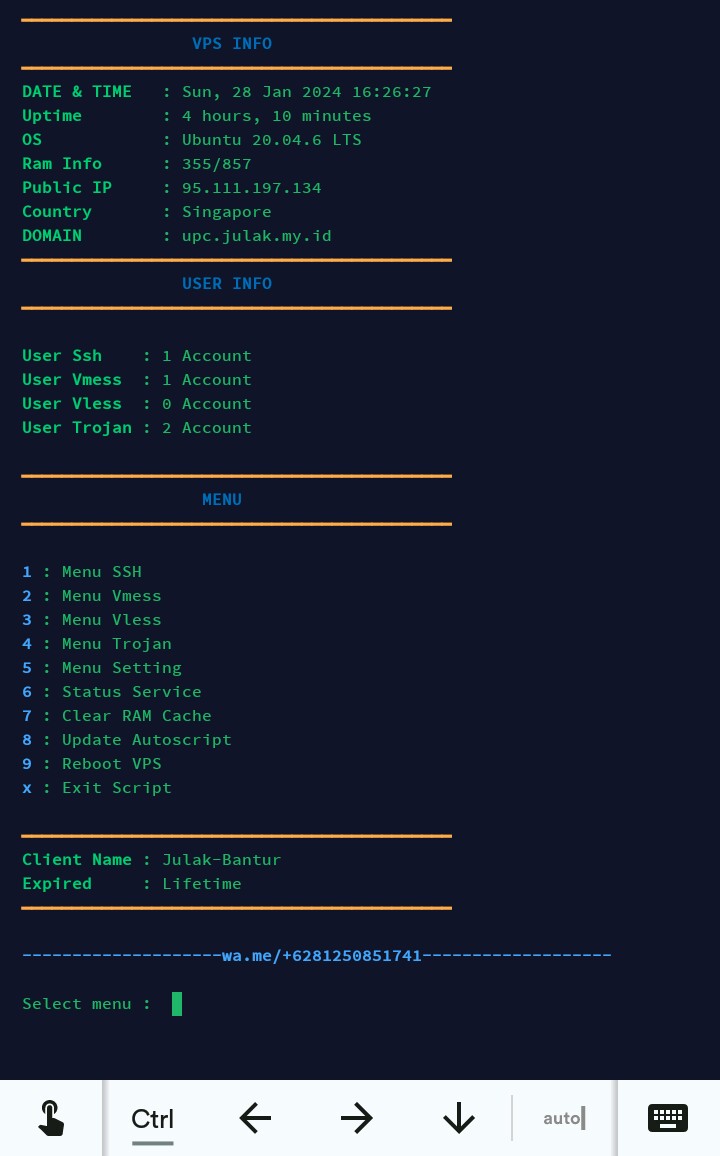 VPS INFO
DATE & TIME : Sun, 28 Jan 2024 16:26:27
Uptime : 4 hours, 10 minutes
OS : Ubuntu 20.04.6 LTS
Ram Info : 355/857
Public IP : 95.111.197.134
Country : Singapore
DOMAIN : upc.julak.my.id
USER INFO
User Ssh : 1 Account
User Vmess : 1 Account
User Vless : 0 Account
User Trojan : 2 Account
MENU
1 : Menu SSH
2 : Menu Vmess
3 : Menu Vless
4 : Menu Trojan
5 : Menu Setting
6 : Status Service
7 : Clear RAM Cache
8 : Update Autoscript
9 : Reboot VPS
x : Exit Script
Client Name : Julak-Bantur
Expired : Lifetime
--------------------wa.me/+6281250851741-------------------
Select menu :
Ctrl auto